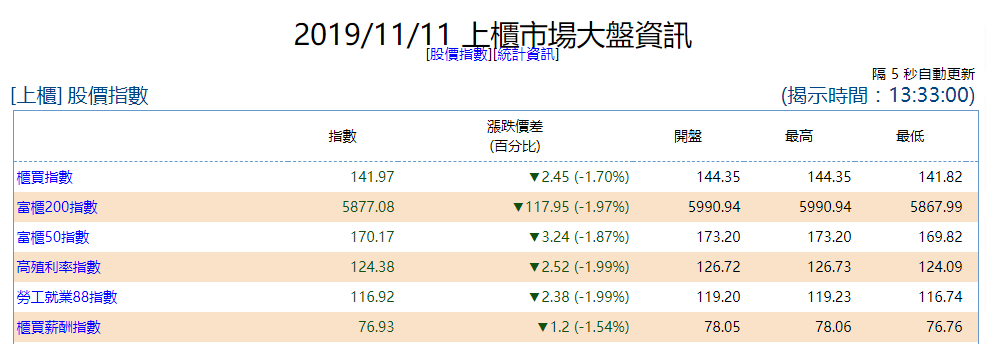 2019/11/11 上櫃市場大盤資訊
[股價指數][統計資訊]
隔 5 秒自動更新
[上櫃] 股價指數 (揭示時間：13:33:00)
指數 漲跌價差 (百分比) 開盤 最高 最低
櫃買指數 141.97 ▼2.45 (-1.70%) 144.35 144.35 141.82
富櫃200指數 5877.08 ▼117.95 (-1.97%) 5990.94 5990.94 5867.99
富櫃50指數 170.17 ▼3.24 (-1.87%) 173.20 173.20 169.82
高殖利率指數 124.38 ▼2.52 (-1.99%) 126.72 126.73 124.09
勞工就業88指數 116.92 ▼2.38 (-1.99%) 119.20 119.23 116.74
櫃買薪酬指數 76.93 ▼1.2 (-1.54%) 78.05 78.06 76.76